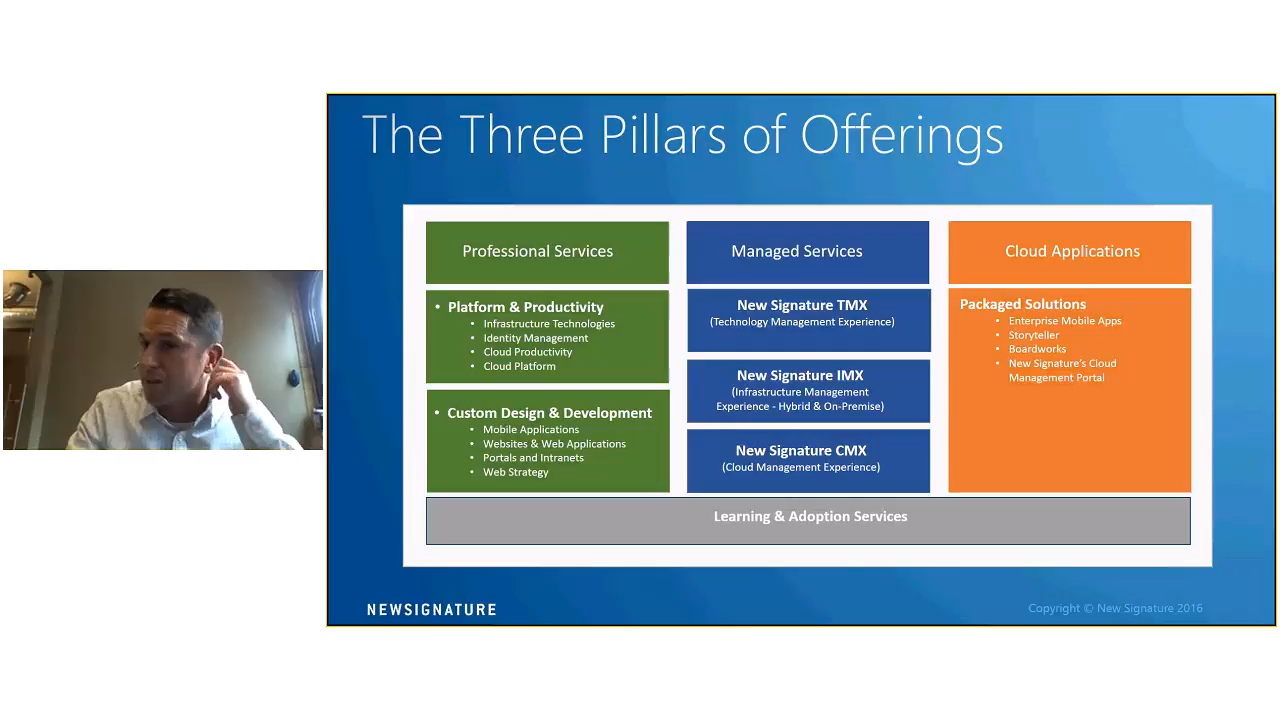 The Three Pillars of Offerings
Professional Services
• Platform & Productivity
• Infrastructure Technologies
• Identity Management
• Cloud Productivity
• Cloud Platform
• Custom Design & Development
• Mobile Applications
• Websites & Web Applications
• Portals and Intranets
• Web Strategy
Managed Services
New Signature TMX
(Technology Management Experience)
New Signature IMX
(Infrastructure Management
Experience - Hybrid & On-Premise)
New Signature CMX
(Cloud Management Experience)
Cloud Applications
Packaged Solutions
• Enterprise Mobile Apps
• Storyteller
• Boardworks
• New Signature's Cloud
Management Portal
Learning & Adoption Services
NEWSIGNATURE
Copyright © New Signature 2016